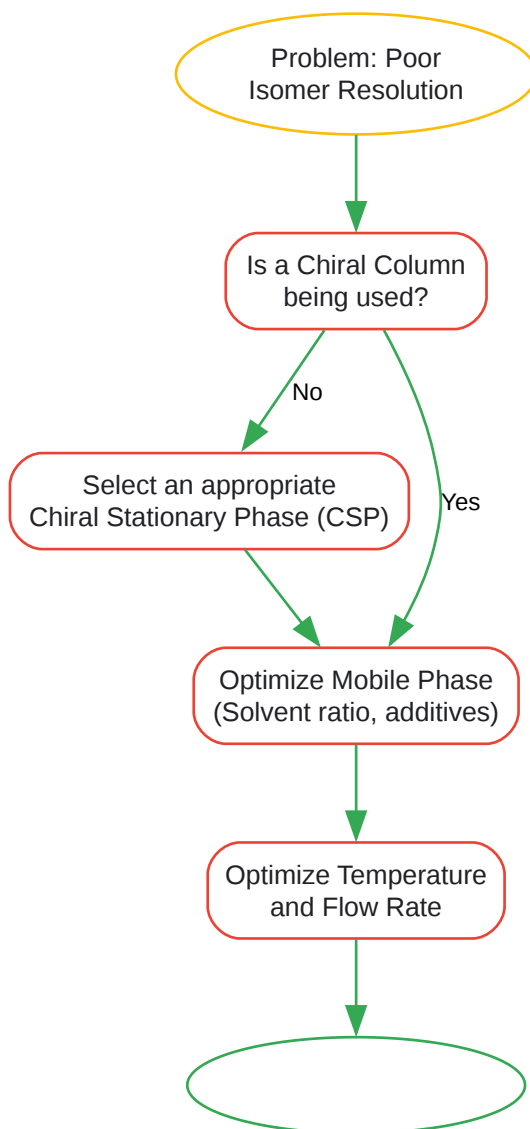 Problem: Poor
Isomer Resolution
Is a Chiral Column
being used?
No
Select an appropriate
Chiral Stationary Phase (CSP)
Yes
Optimize Mobile Phase
(Solvent ratio, additives)
Optimize Temperature
and Flow Rate